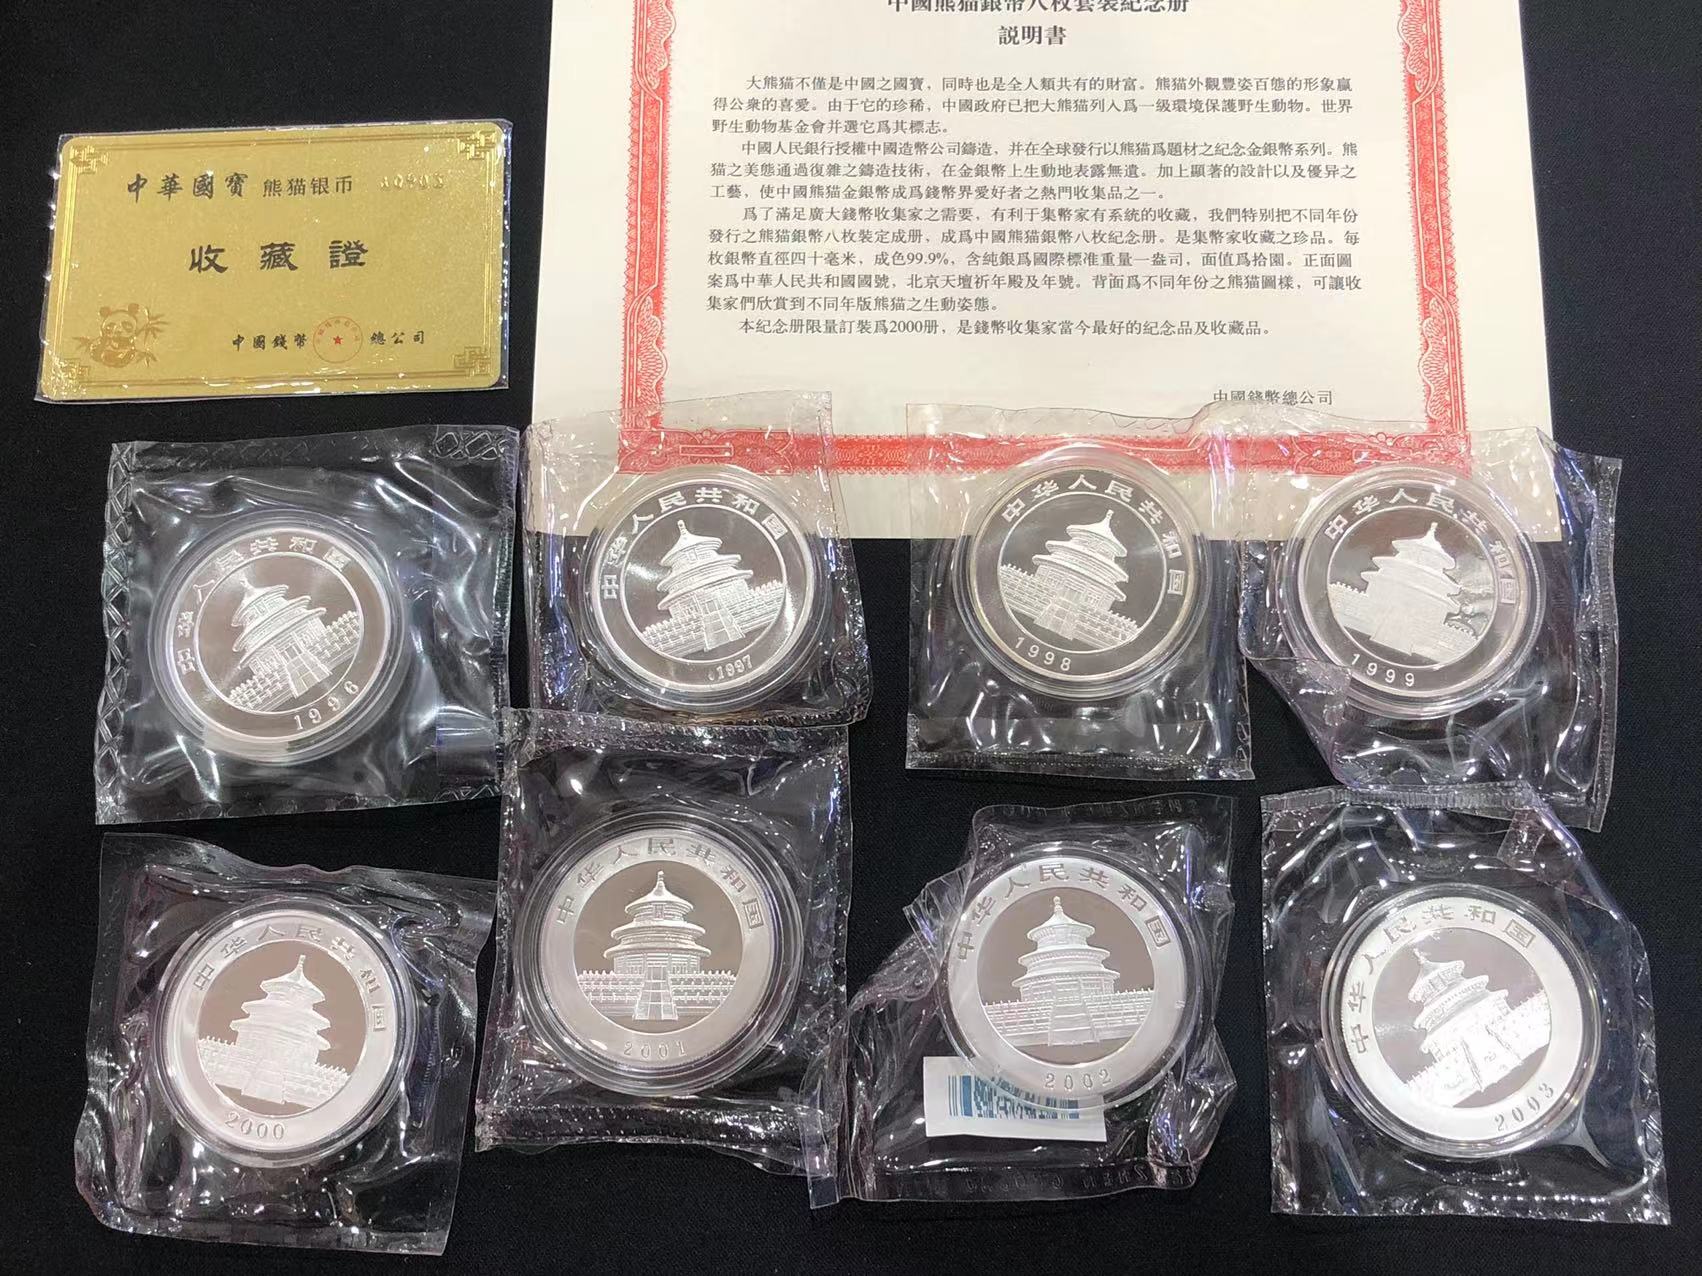 中國熊猫銀幣八枚套裝紀念册
説明書
大熊猫不僅是中國之國寶，同時也是全人類共有的財富。熊猫外觀豐姿百態的形象贏
得公衆的喜愛。由于它的珍稀，中國政府已把大熊猫列入爲一級環境保護野生動物。世界
野生動物基金會并選它爲其標志。
中國人民銀行授權中國造幣公司鑄造，并在全球發行以熊猫爲題材之紀念金銀幣系列。熊
猫之美態通過復雜之鑄造技術，在金銀幣上生動地表露無遺。加上顯著的設計以及優异之
工藝，使中國熊猫金銀幣成爲錢幣界愛好者之熱門收集品之一。
爲了滿足廣大錢幣收集家之需要，有利于集幣家有系統的收藏，我們特别把不同年份
發行之熊猫銀幣八枚裝定成册，成爲中國熊猫銀幣八枚紀念册。是集幣家收藏之珍品。每
枚銀幣直徑四十毫米，成色99.9%，含純銀爲國際標准重量一盎司，面值爲拾園。正面圖
案爲中華人民共和國國號，北京天壇祈年殿及年號。背面爲不同年份之熊猫圖樣，可讓收
集家們欣賞到不同年版熊猫之生動姿態。
本紀念册限量訂裝爲2000册，是錢幣收集家當今最好的紀念品及收藏品。
中國錢幣總公司
中華國寳 熊猫银币
收藏證
中國錢幣 總公司
中华人民共和国
1996
中华人民共和国
1997
中华人民共和国
1998
中华人民共和国
1999
中华人民共和国
2000
中华人民共和国
2001
中华人民共和国
2002
中华人民共和国
2003